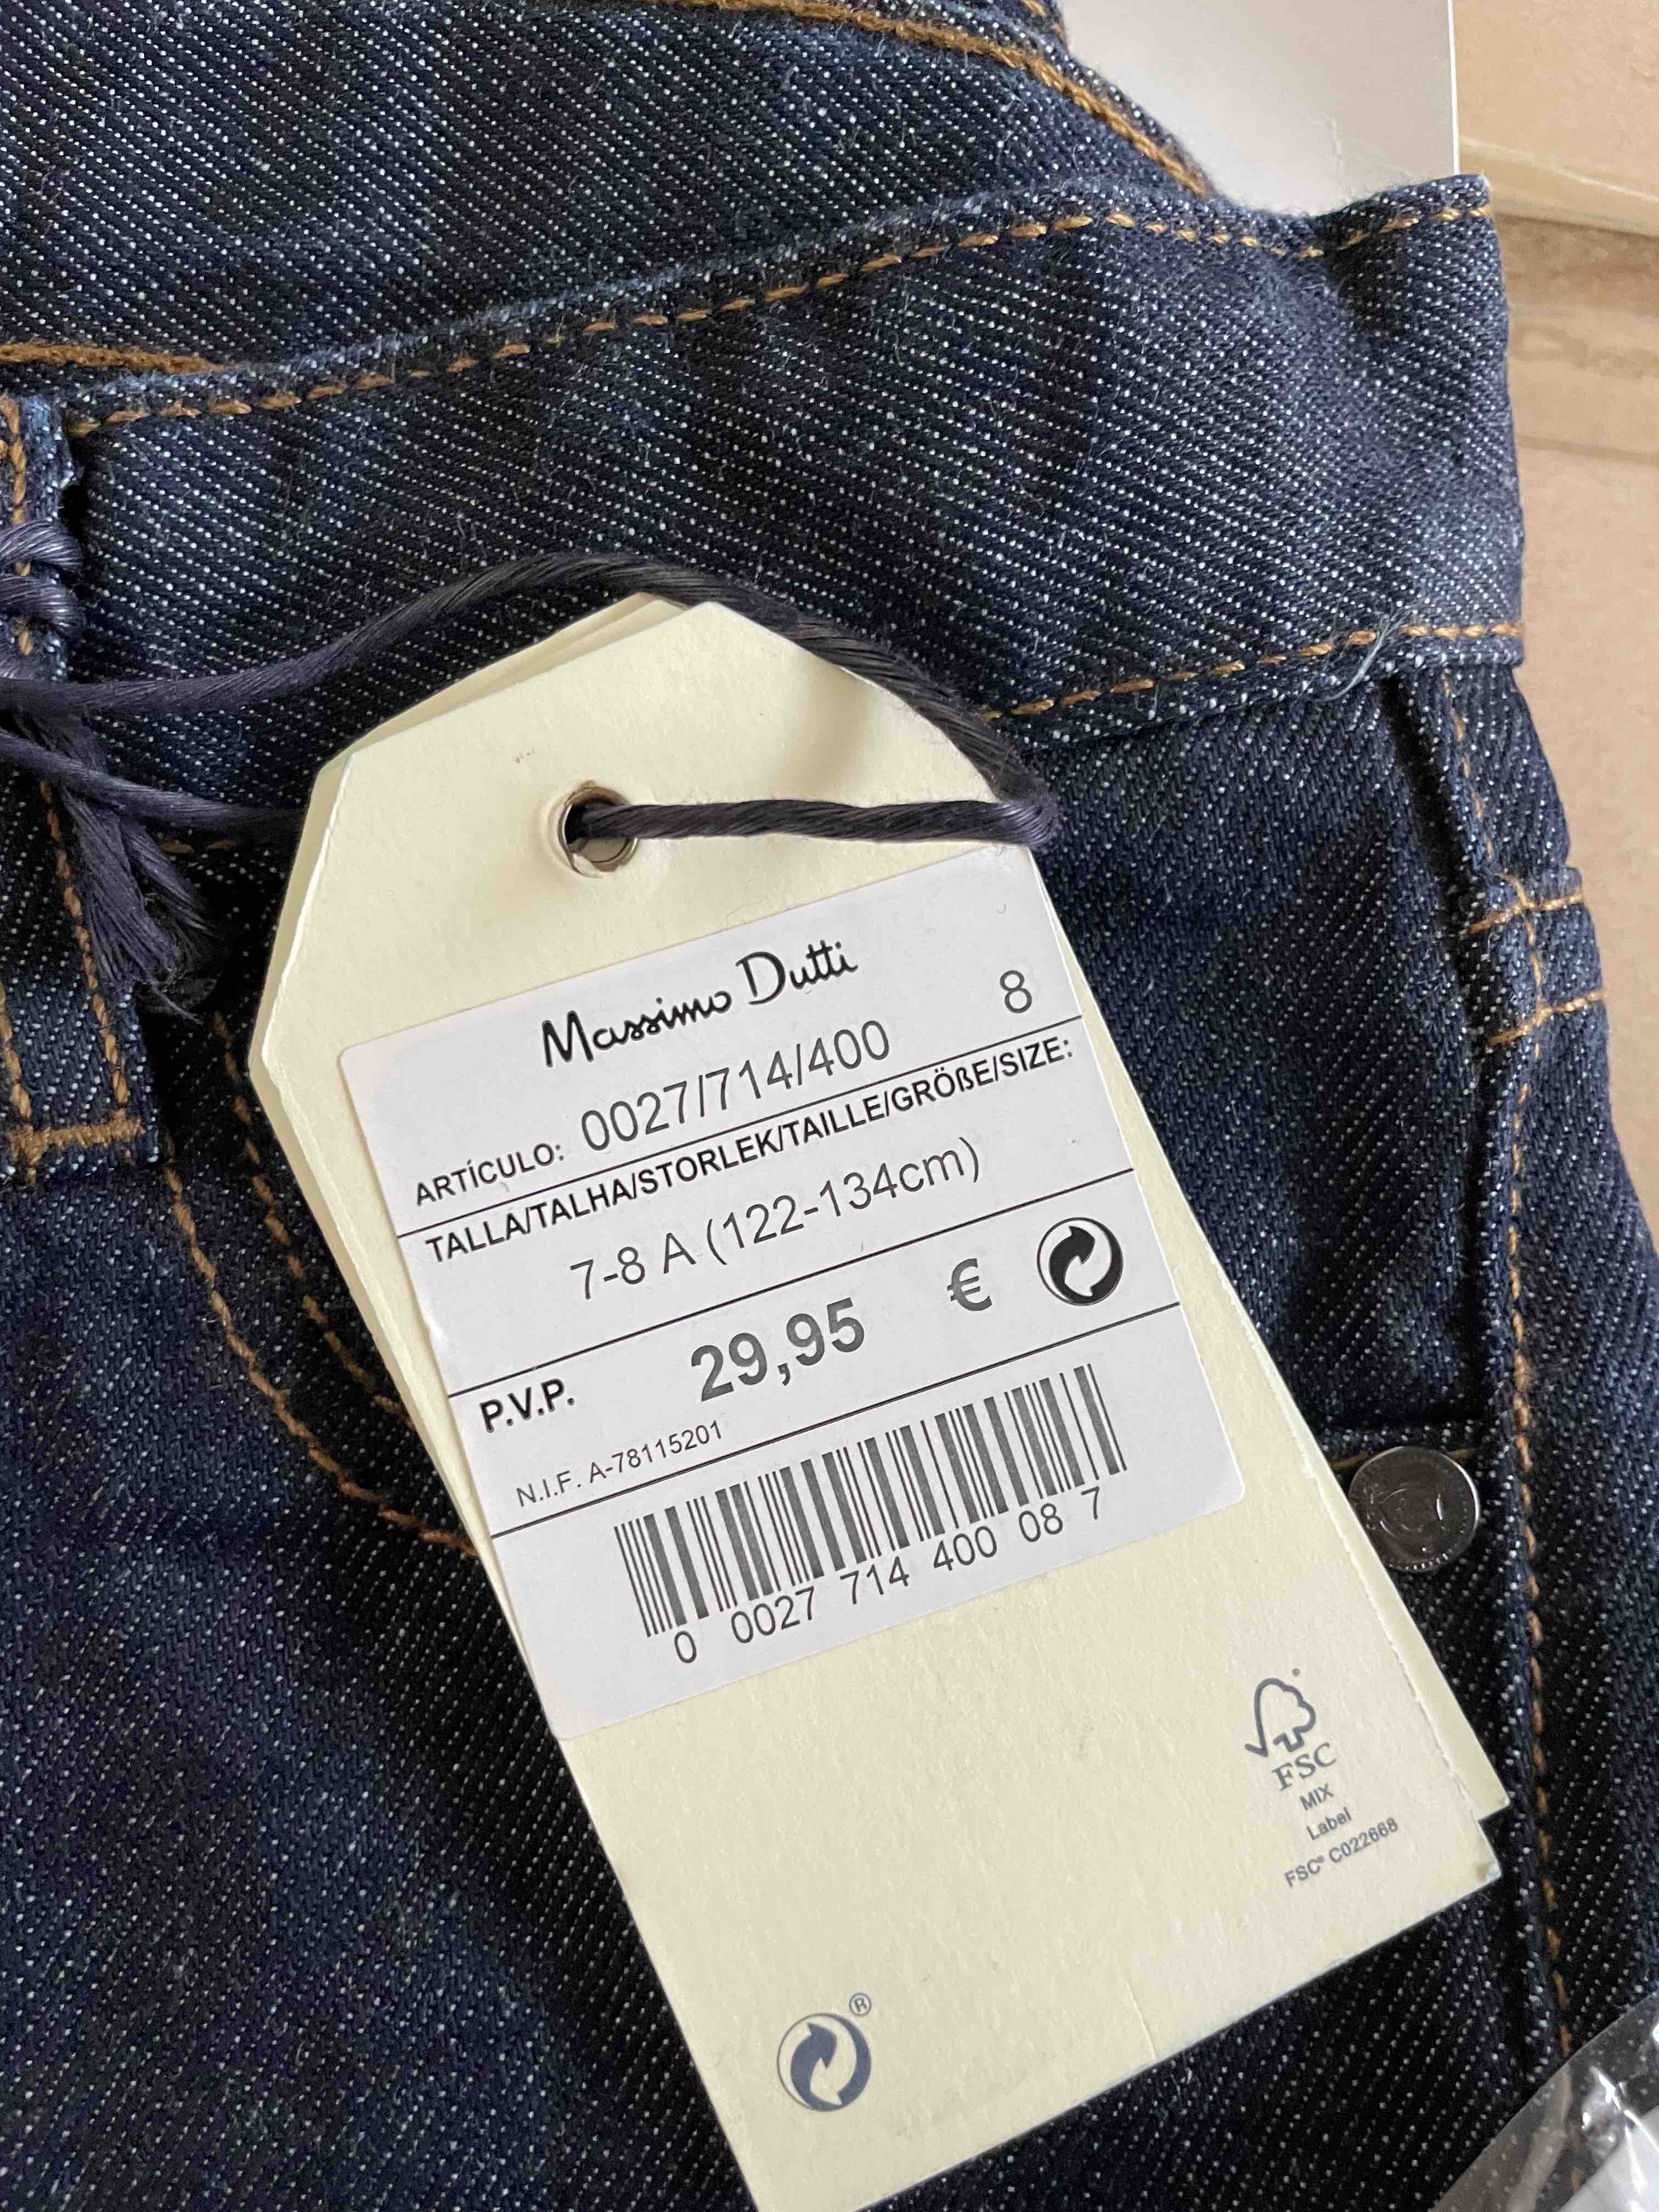 Massimo Dutti
ARTÍCULO: 0027/714/400 8
TALLA/TALHA/STORLEK/TAILLE/GRÖßE/SIZE:
7-8 A (122-134cm)
P.V.P. 29,95 €
N.I.F. A-78115201
0 0027 714 400 08 7
FSC
MIX
Label
FSC® C022668
®